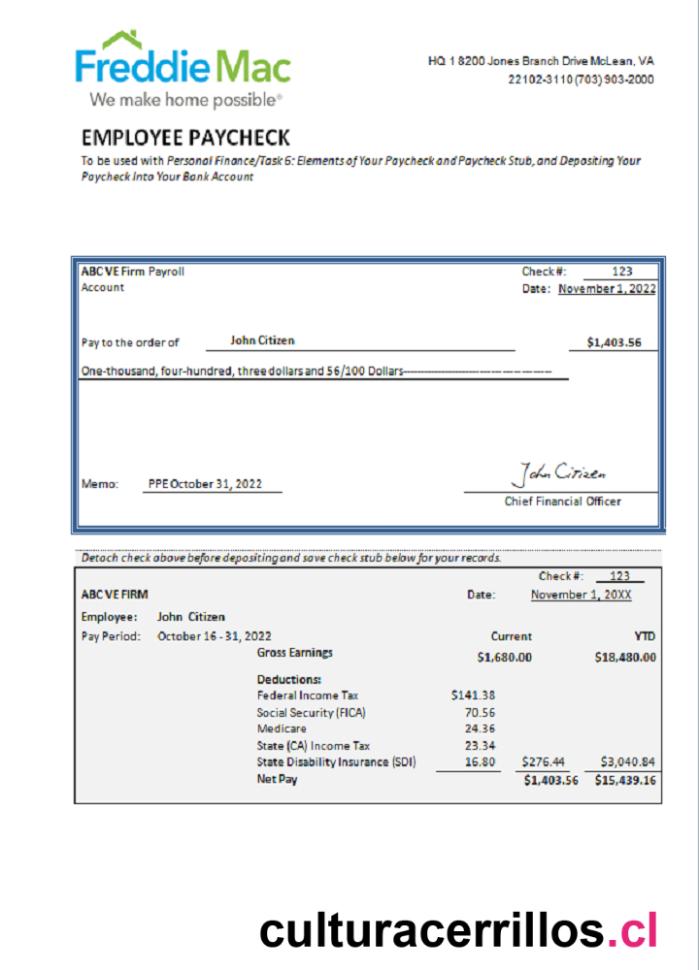 FreddieMac
We make home possible®
HQ 1 8200 Jones Branch Drive McLean, VA
22102-3110 (703) 903-2000
EMPLOYEE PAYCHECK
To be used with Personal Finance/Task 6: Elements of Your Paycheck and Paycheck Stub, and Depositing Your
Paycheck Into Your Bank Account
ABC VE Firm Payroll Check#: 123
Account Date: November 1, 2022
Pay to the order of John Citizen $1,403.56
One-thousand, four-hundred, three dollars and 56/100 Dollars------------------------------
John Citizen
Memo: PPE October 31, 2022
Chief Financial Officer
Detach check above before depositing and save check stub below for your records.
Check#: 123
ABC VE FIRM Date: November 1, 20XX
Employee: John Citizen
Pay Period: October 16 - 31, 2022 Current YTD
Gross Earnings $1,680.00 $18,480.00
Deductions:
Federal Income Tax $141.38
Social Security (FICA) 70.56
Medicare 24.36
State (CA) Income Tax 23.34
State Disability Insurance (SDI) 16.80 $276.44 $3,040.84
Net Pay $1,403.56 $15,439.16
culturacerrillos.cl